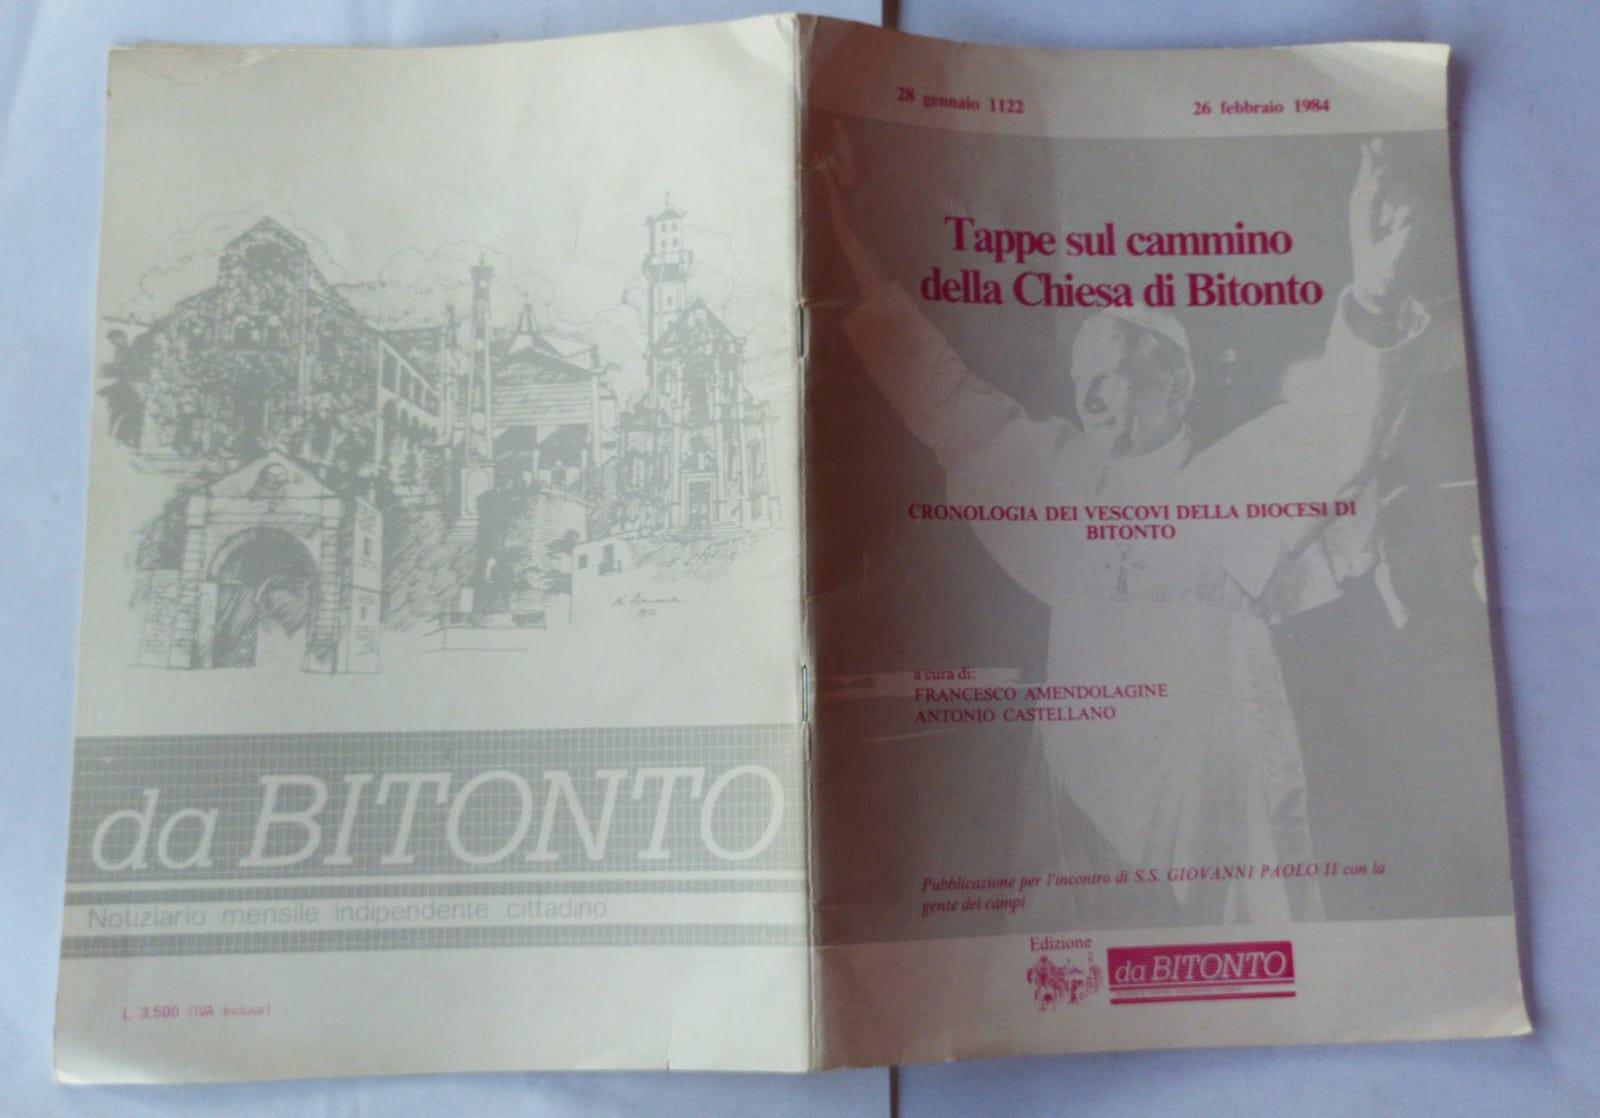 da BITONTO
Notiziario mensile indipendente cittadino
L. 3.500 (IVA inclusa)
28 gennaio 1122
26 febbraio 1984
Tappe sul cammino
della Chiesa di Bitonto
CRONOLOGIA DEI VESCOVI DELLA DIOCESI DI
BITONTO
a cura di:
FRANCESCO AMENDOLAGINE
ANTONIO CASTELLANO
Pubblicazione per l'incontro di S.S. GIOVANNI PAOLO II con la
gente dei campi
Edizione
da BITONTO